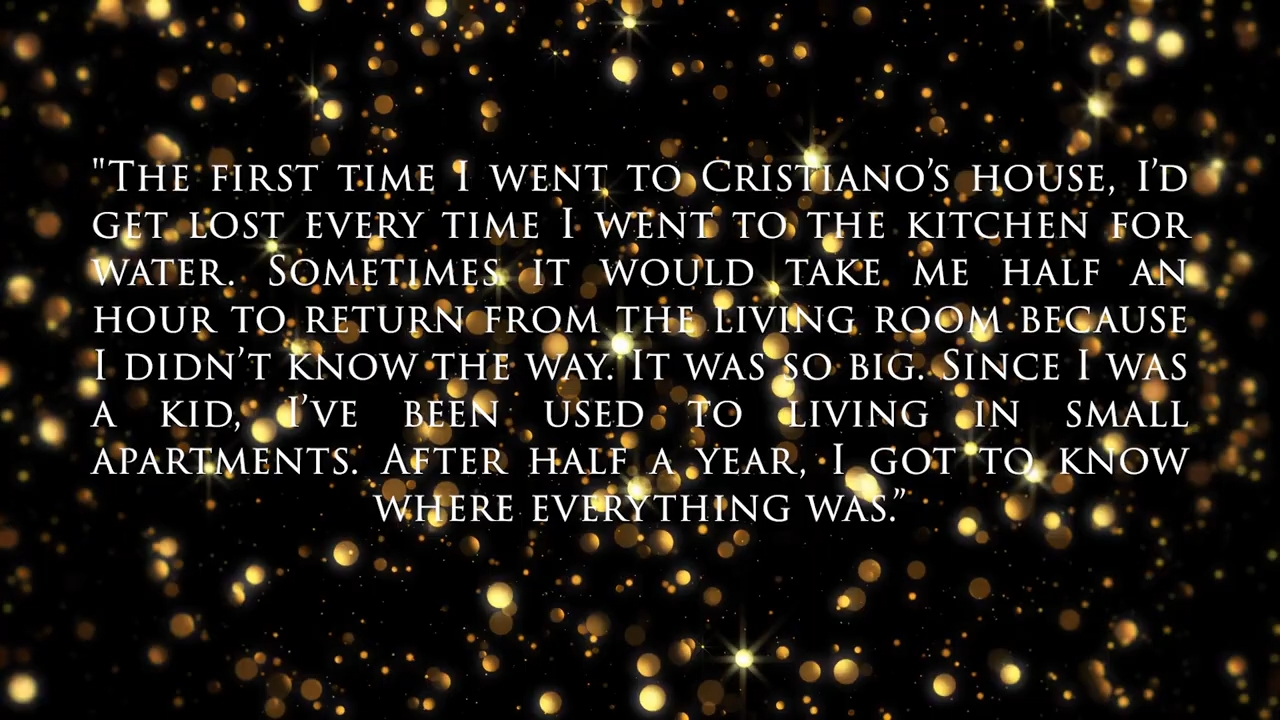 "The first time I went to Cristiano’s house, I’d
get lost every time I went to the kitchen for
water. Sometimes it would take me half an
hour to return from the living room because
I didn’t know the way. It was so big. Since I was
a kid, I’ve been used to living in small
apartments. After half a year, I got to know
where everything was.”